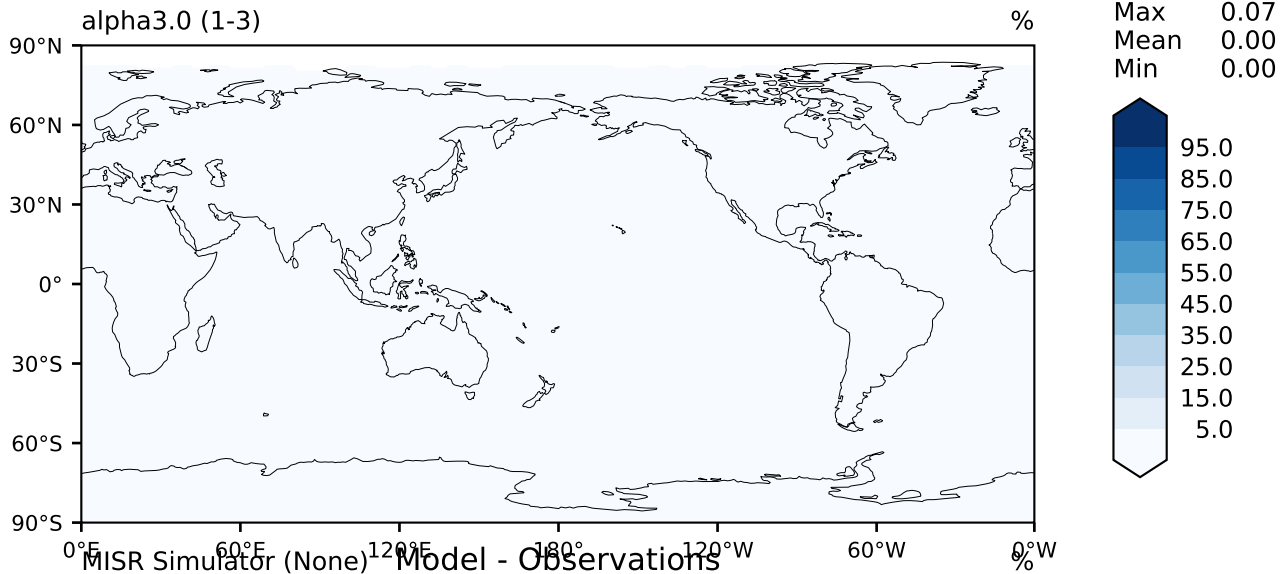 alpha3.0 (1-3) %
Max 0.07
Mean 0.00
Min 0.00
90°N
60°N
30°N
0°
30°S
60°S
90°S
0°E 60°E 120°E 180° 120°W 60°W 0°W
MISR Simulator (None) Model - Observations %
95.0
85.0
75.0
65.0
55.0
45.0
35.0
25.0
15.0
5.0